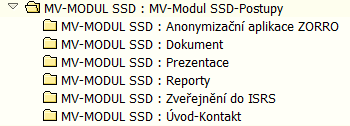 MV-MODUL SSD : MV-Modul SSD-Postupy
MV-MODUL SSD : Anonymizační aplikace ZORRO
MV-MODUL SSD : Dokument
MV-MODUL SSD : Prezentace
MV-MODUL SSD : Reporty
MV-MODUL SSD : Zveřejnění do ISRS
MV-MODUL SSD : Úvod-Kontakt